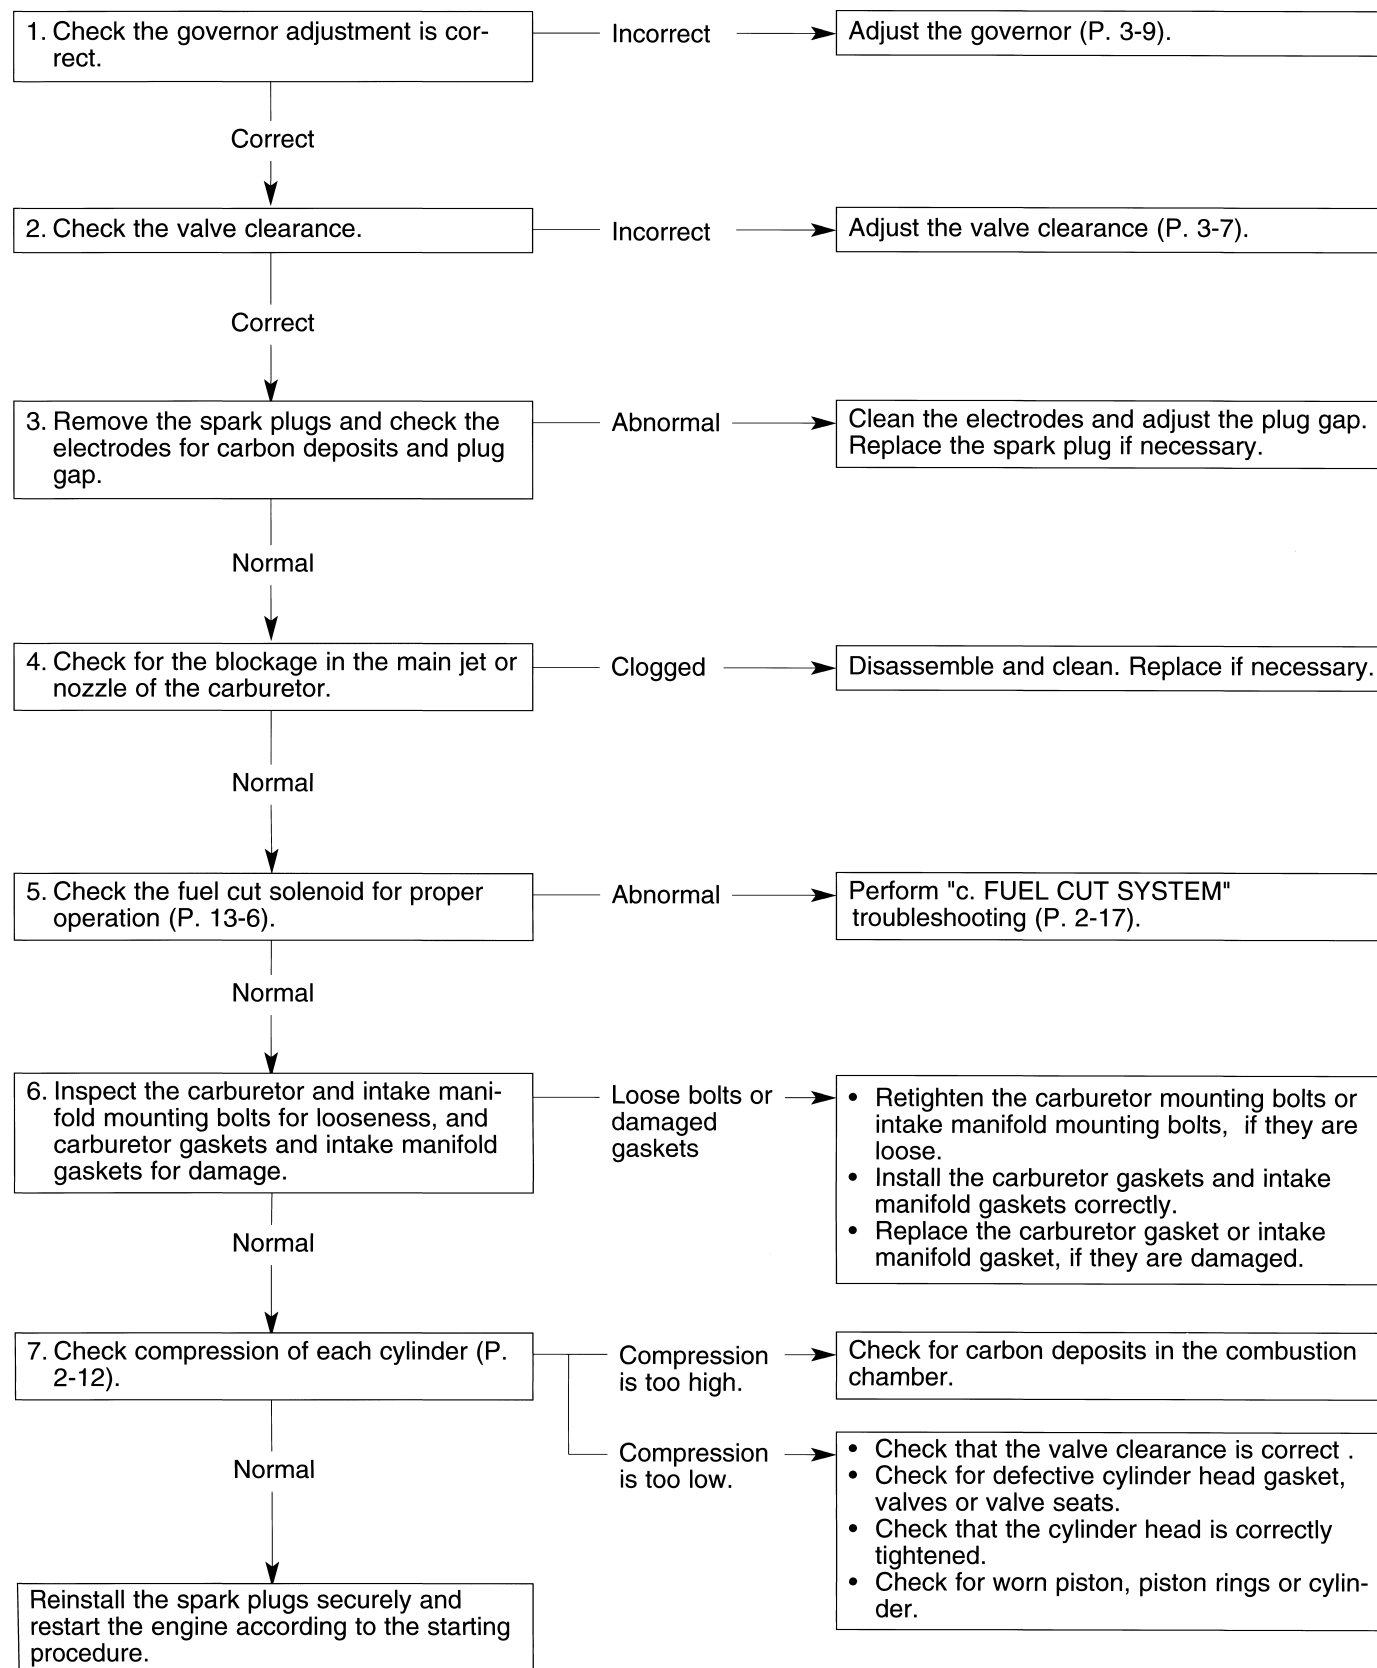 1. Check the governor adjustment is cor-
rect.
Incorrect
Adjust the governor (P. 3-9).
Correct
2. Check the valve clearance.
Incorrect
Adjust the valve clearance (P. 3-7).
Correct
3. Remove the spark plugs and check the
electrodes for carbon deposits and plug
gap.
Abnormal
Clean the electrodes and adjust the plug gap.
Replace the spark plug if necessary.
Normal
4. Check for the blockage in the main jet or
nozzle of the carburetor.
Clogged
Disassemble and clean. Replace if necessary.
Normal
5. Check the fuel cut solenoid for proper
operation (P. 13-6).
Abnormal
Perform "c. FUEL CUT SYSTEM"
troubleshooting (P. 2-17).
Normal
6. Inspect the carburetor and intake mani-
fold mounting bolts for looseness, and
carburetor gaskets and intake manifold
gaskets for damage.
Loose bolts or
damaged
gaskets
• Retighten the carburetor mounting bolts or
intake manifold mounting bolts, if they are
loose.
• Install the carburetor gaskets and intake
manifold gaskets correctly.
• Replace the carburetor gasket or intake
manifold gasket, if they are damaged.
Normal
7. Check compression of each cylinder (P.
2-12).
Compression
is too high.
Check for carbon deposits in the combustion
chamber.
Compression
is too low.
• Check that the valve clearance is correct .
• Check for defective cylinder head gasket,
valves or valve seats.
• Check that the cylinder head is correctly
tightened.
• Check for worn piston, piston rings or cylin-
der.
Normal
Reinstall the spark plugs securely and
restart the engine according to the starting
procedure.